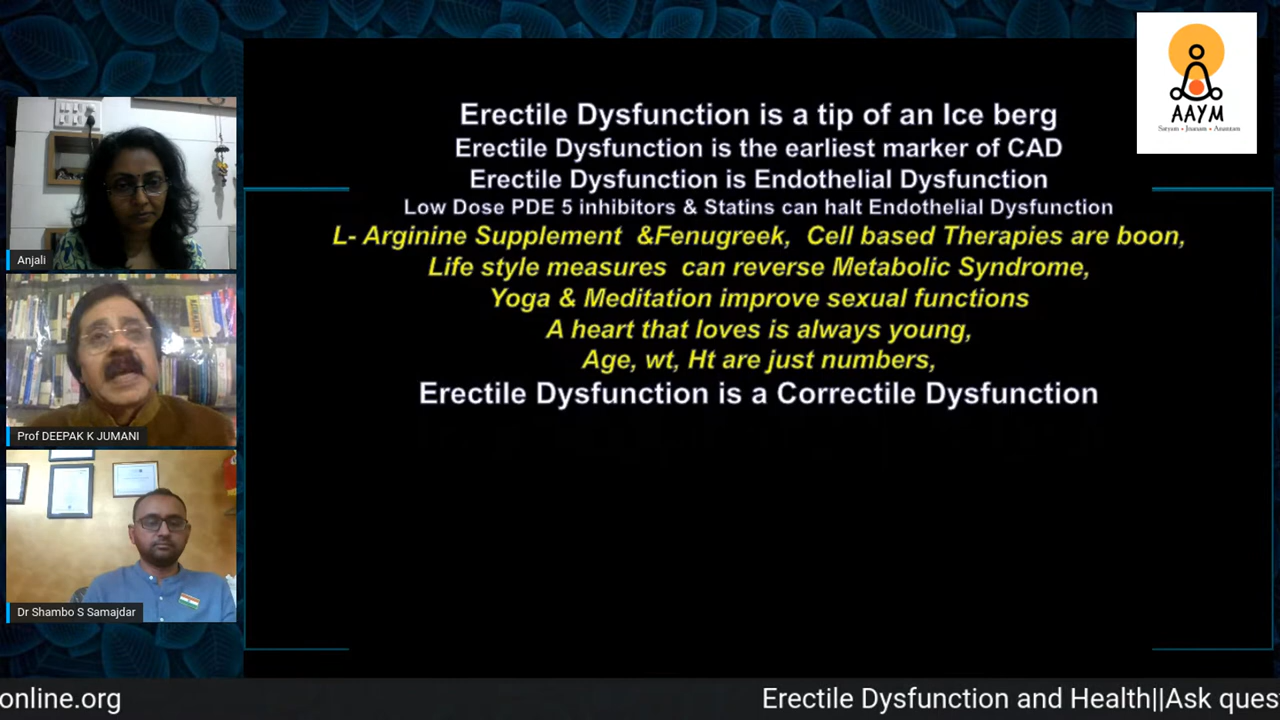 Erectile Dysfunction is a tip of an Ice berg
Erectile Dysfunction is the earliest marker of CAD
Erectile Dysfunction is Endothelial Dysfunction
Low Dose PDE 5 inhibitors & Statins can halt Endothelial Dysfunction
L- Arginine Supplement &Fenugreek, Cell based Therapies are boon,
Life style measures can reverse Metabolic Syndrome,
Yoga & Meditation improve sexual functions
A heart that loves is always young,
Age, wt, Ht are just numbers,
Erectile Dysfunction is a Correctile Dysfunction
AAYM
Satyam • Jnanam • Anantam
Anjali
Prof DEEPAK K JUMANI
Dr Shambo S Samajdar
online.org
Erectile Dysfunction and Health||Ask ques